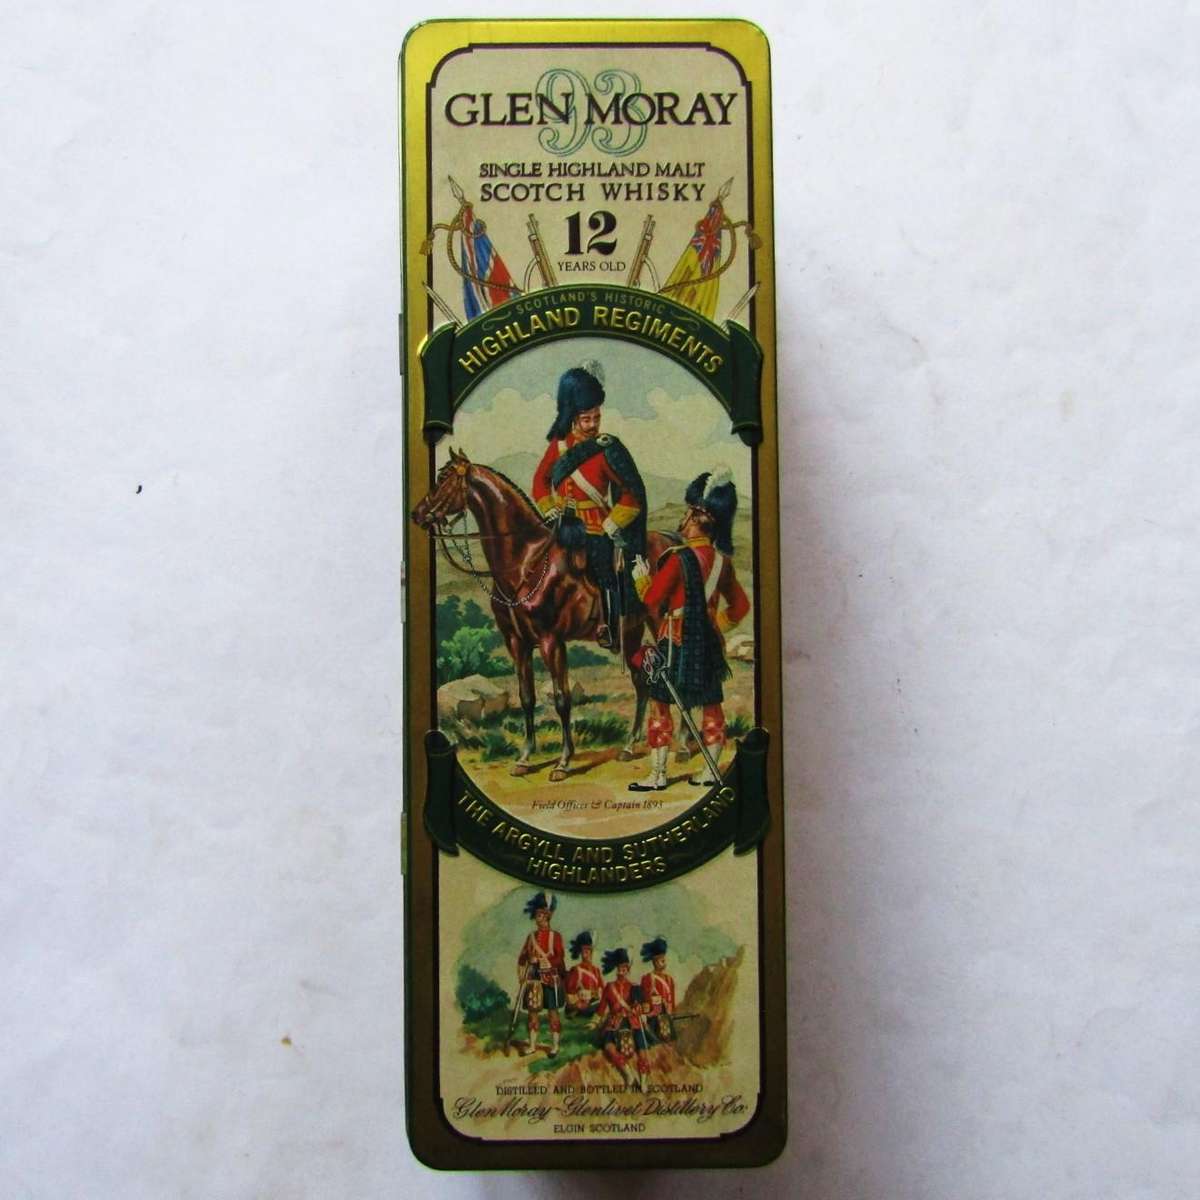 93
GLEN MORAY
SINGLE HIGHLAND MALT
SCOTCH WHISKY
12
YEARS OLD
SCOTLAND'S HISTORIC
HIGHLAND REGIMENTS
Field Officer & Captain 1893
THE ARGYLL AND SUTHERLAND
HIGHLANDERS
DISTILLED AND BOTTLED IN SCOTLAND
Glen Moray-Glenlivet Distillery Co.
ELGIN SCOTLAND